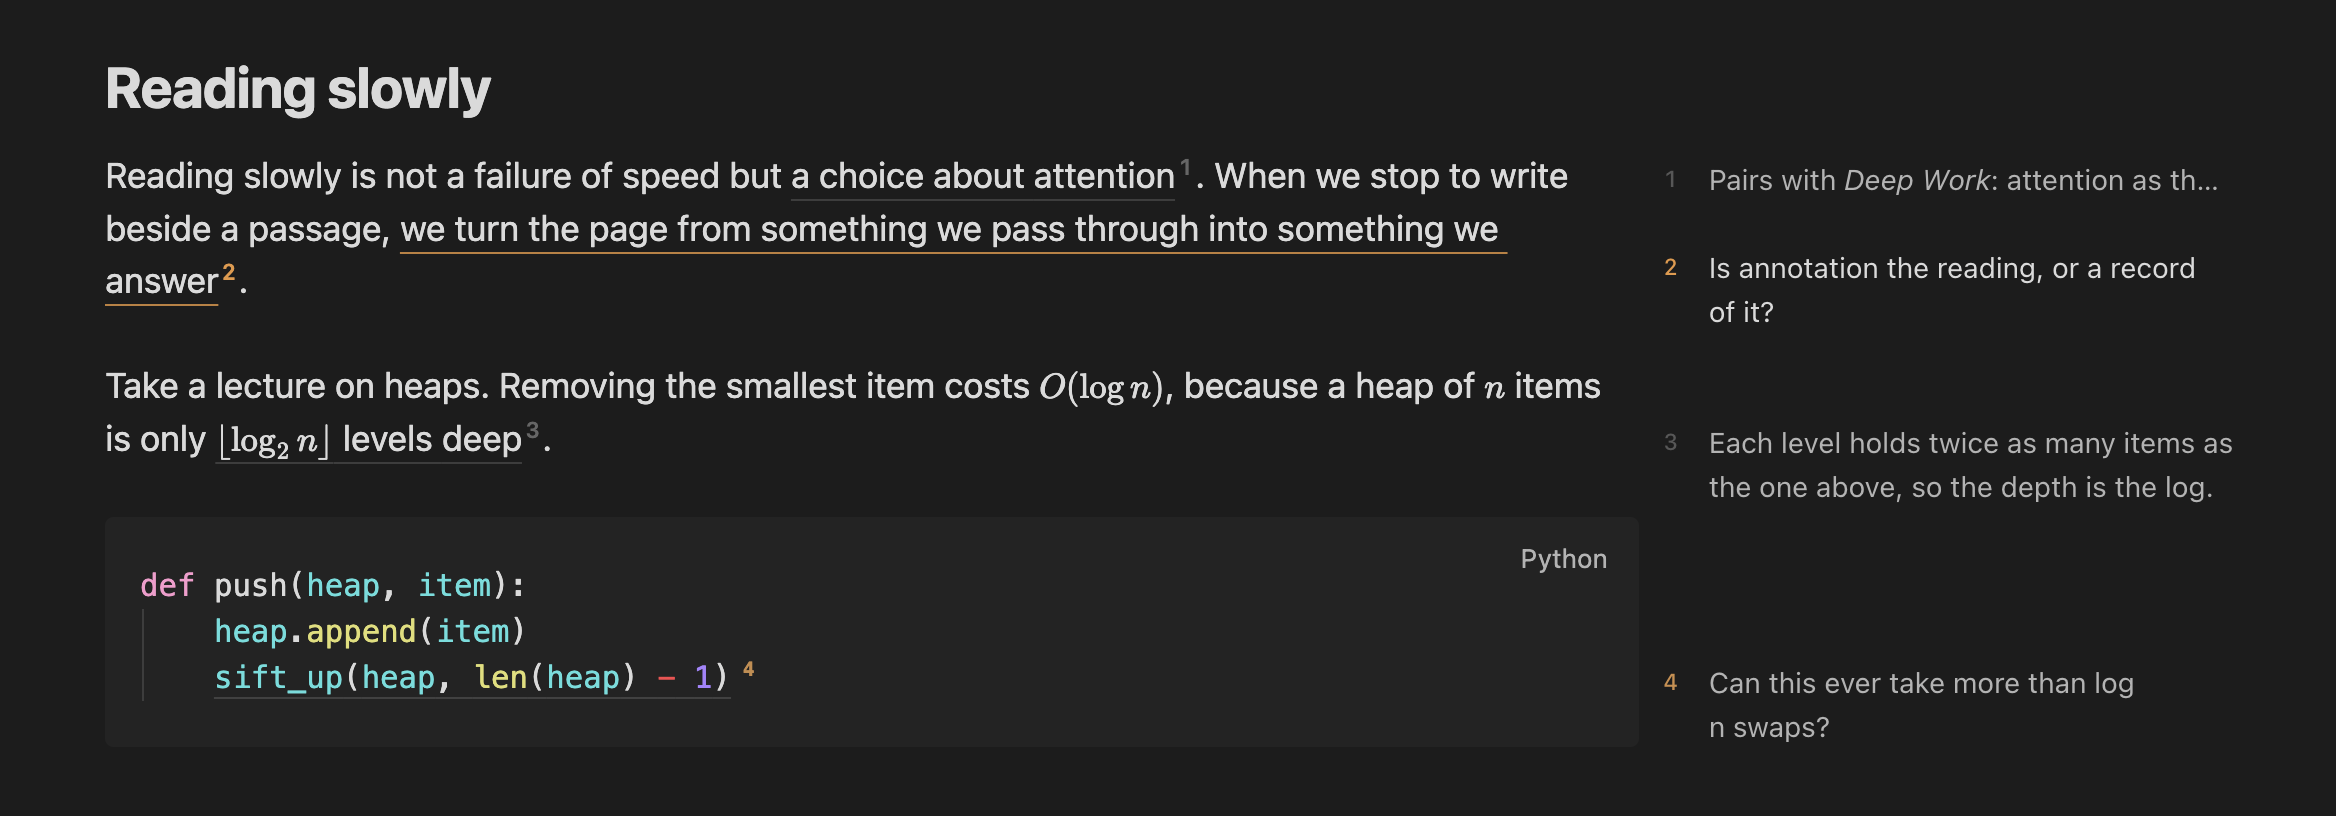 Reading slowly
Reading slowly is not a failure of speed but a choice about attention 1. When we stop to write
beside a passage, we turn the page from something we pass through into something we
answer 2.
Take a lecture on heaps. Removing the smallest item costs O(log n), because a heap of n items
is only ⌊log₂ n⌋ levels deep 3.
Python
def push(heap, item):
    heap.append(item)
    sift_up(heap, len(heap) - 1) 4
1 Pairs with Deep Work: attention as th...
2 Is annotation the reading, or a record
of it?
3 Each level holds twice as many items as
the one above, so the depth is the log.
4 Can this ever take more than log
n swaps?